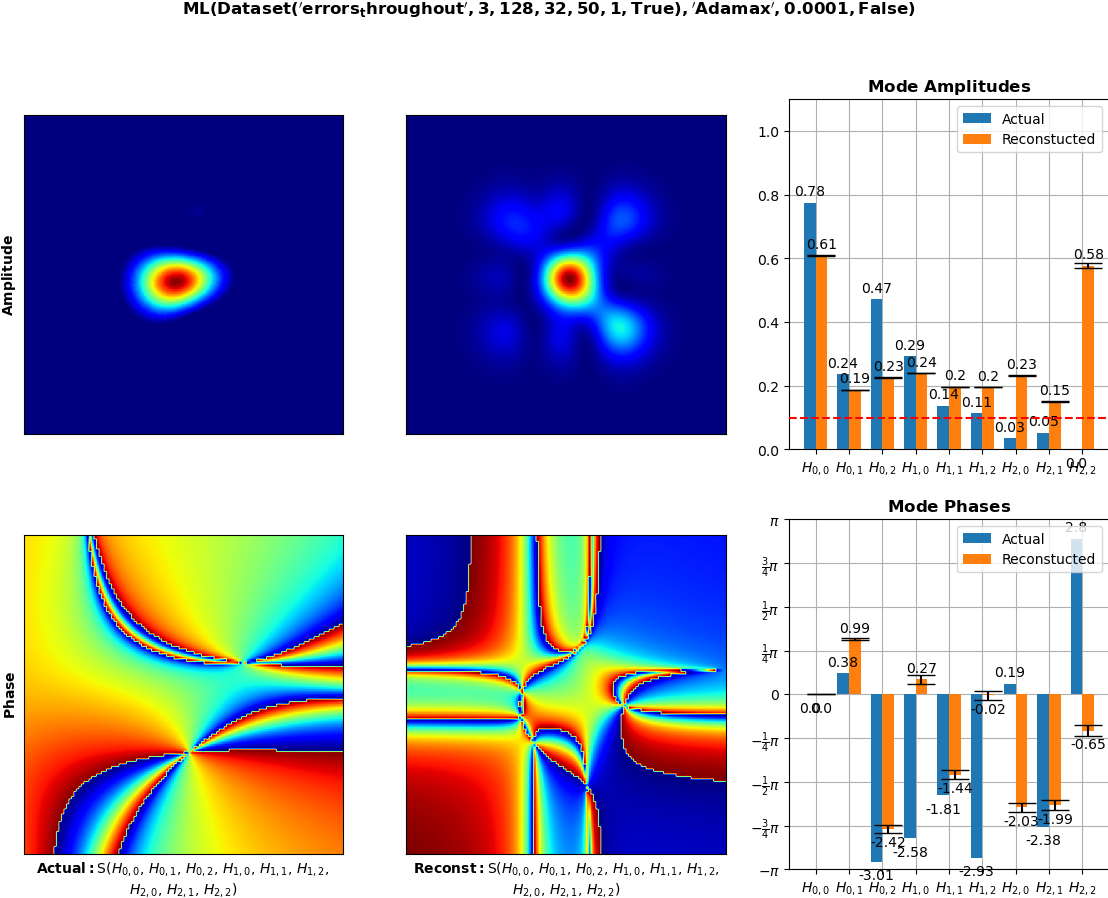 ML(Dataset('errors_throughout', 3, 128, 32, 50, 1, True), 'Adamax', 0.0001, False)
Amplitude
Mode Amplitudes
Actual
Reconstucted
1.0
0.8
0.6
0.4
0.2
0.0
0.78
0.61
0.24
0.19
0.47
0.23
0.29
0.24
0.14
0.2
0.11
0.2
0.03
0.23
0.05
0.15
0.0
0.58
H0,0 H0,1 H0,2 H1,0 H1,1 H1,2 H2,0 H2,1 H2,2
Phase
Actual: S(H0,0, H0,1, H0,2, H1,0, H1,1, H1,2,
H2,0, H2,1, H2,2)
Reconst: S(H0,0, H0,1, H0,2, H1,0, H1,1, H1,2,
H2,0, H2,1, H2,2)
Mode Phases
Actual
Reconstucted
π
3/4π
1/2π
1/4π
0
−1/4π
−1/2π
−3/4π
−π
0.0
0.0
0.38
0.99
-3.01
-2.42
-2.58
0.27
-1.81
-1.44
-2.93
-0.02
0.19
-2.03
-2.38
-1.99
2.8
-0.65
H0,0 H0,1 H0,2 H1,0 H1,1 H1,2 H2,0 H2,1 H2,2